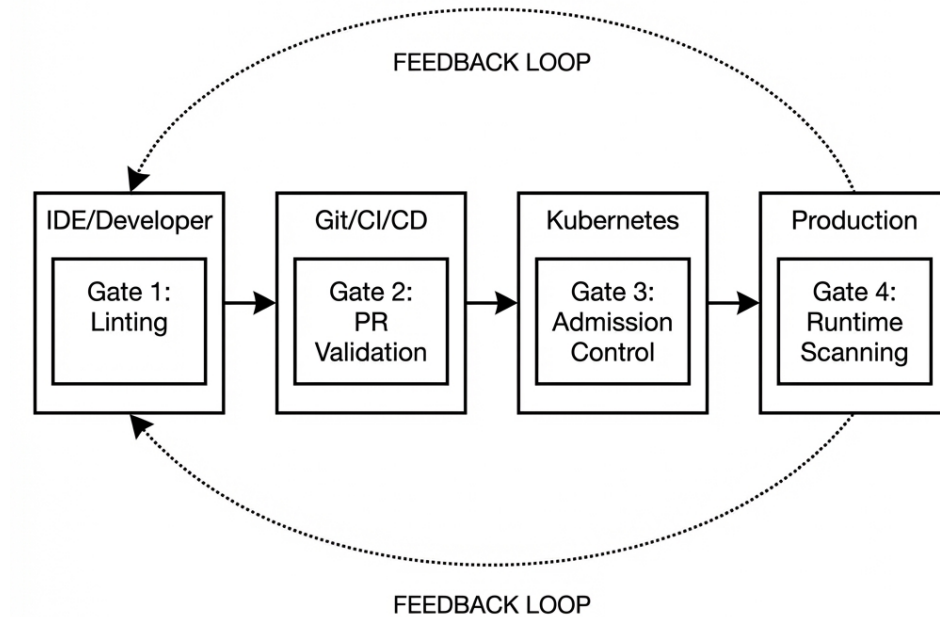 FEEDBACK LOOP
IDE/Developer
Gate 1:
Linting
Git/CI/CD
Gate 2:
PR
Validation
Kubernetes
Gate 3:
Admission
Control
Production
Gate 4:
Runtime
Scanning
FEEDBACK LOOP